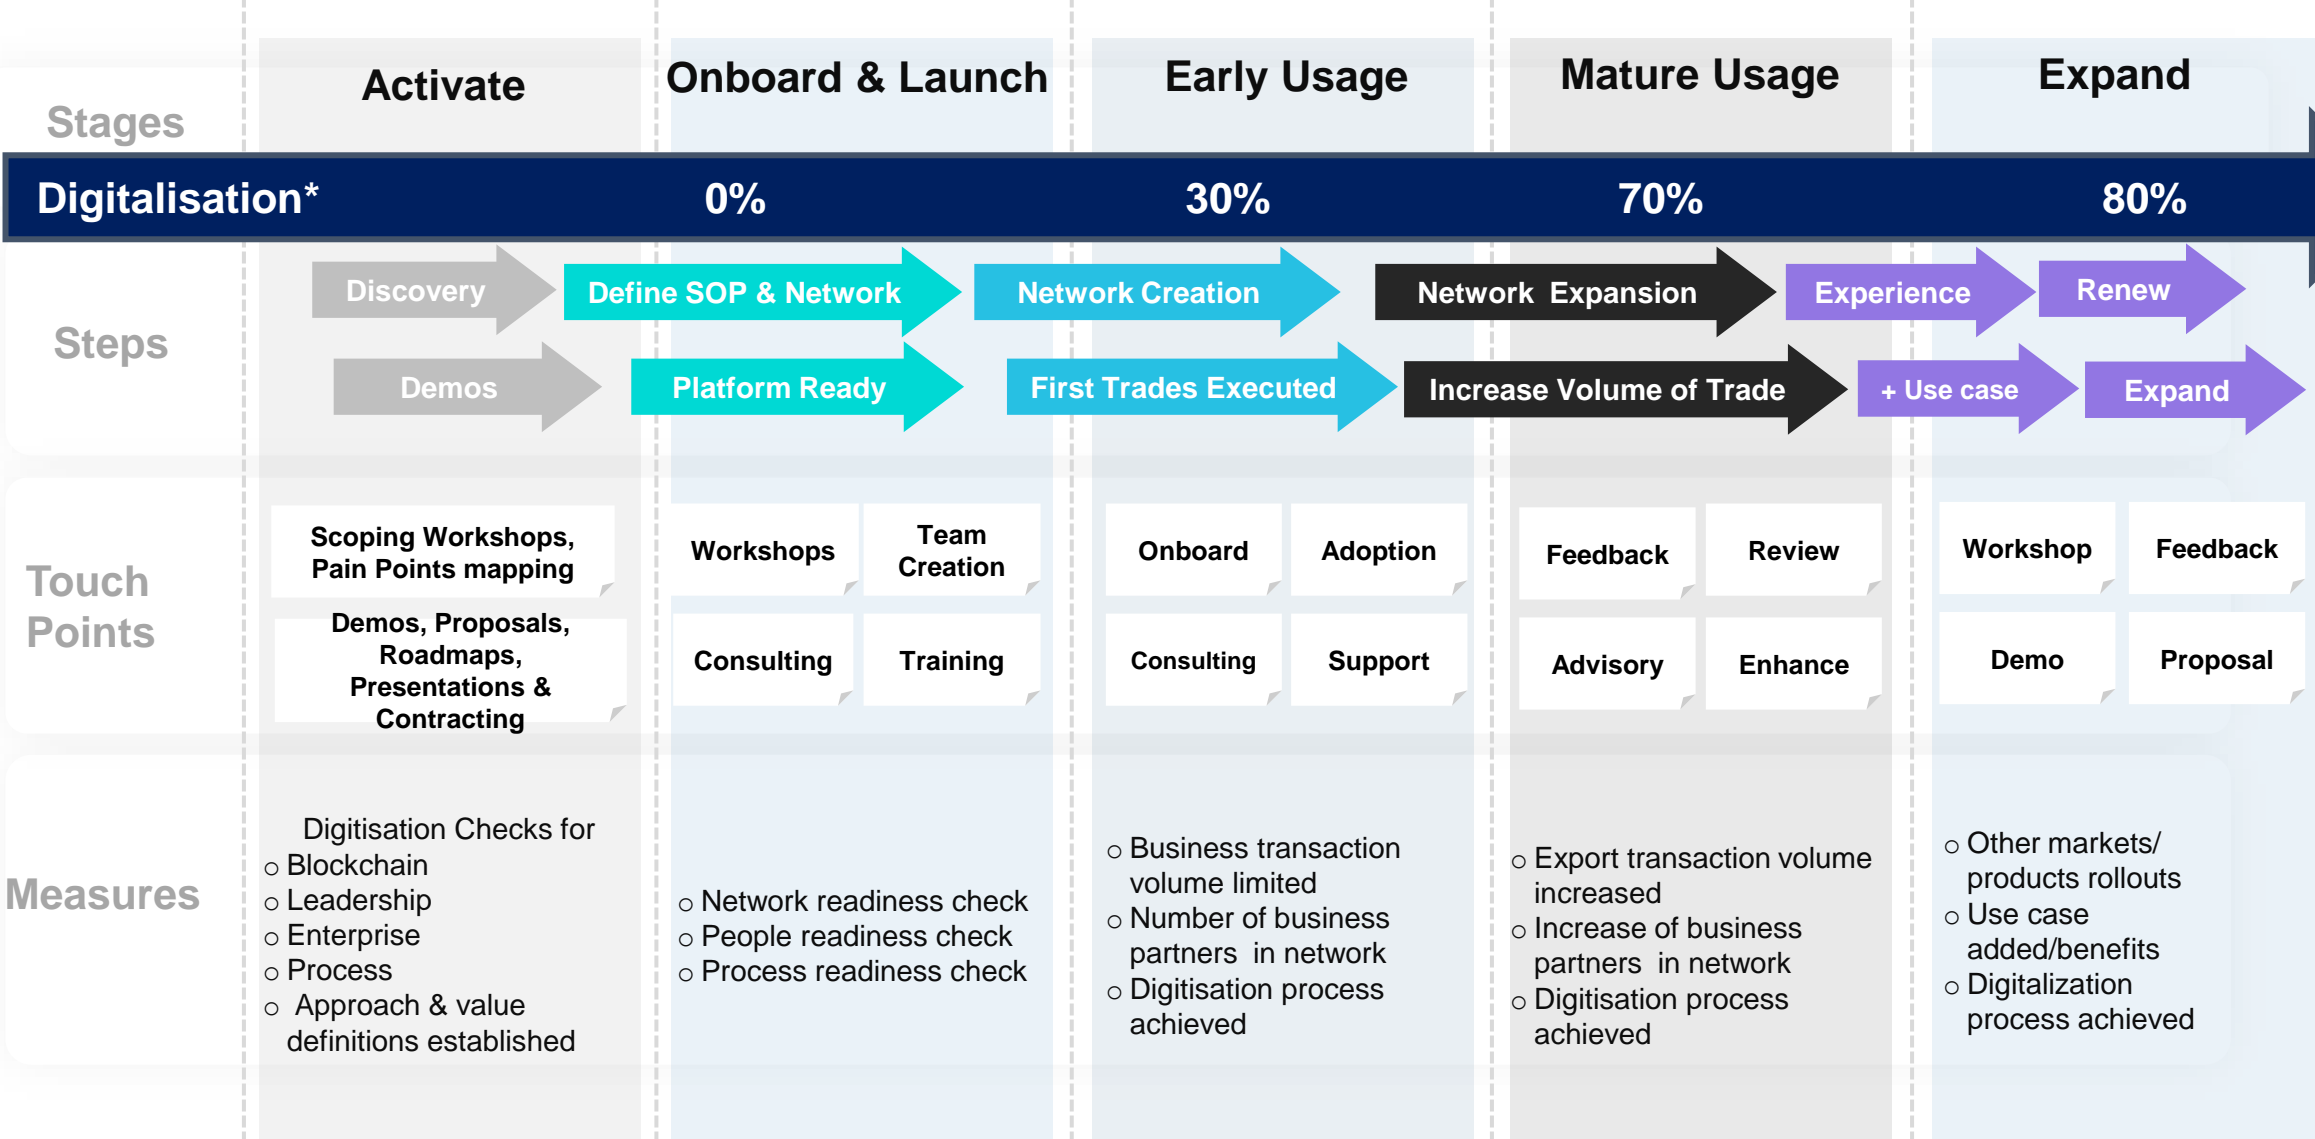 Stages
Activate
Onboard & Launch
Early Usage
Mature Usage
Expand
Digitalisation*
0%
30%
70%
80%
Steps
Discovery
Define SOP & Network
Network Creation
Network Expansion
Experience
Renew
Demos
Platform Ready
First Trades Executed
Increase Volume of Trade
+ Use case
Expand
Touch
Points
Scoping Workshops,
Pain Points mapping
Demos, Proposals,
Roadmaps,
Presentations &
Contracting
Workshops
Team
Creation
Consulting
Training
Onboard
Adoption
Consulting
Support
Feedback
Review
Advisory
Enhance
Workshop
Feedback
Demo
Proposal
Measures
Digitisation Checks for
o Blockchain
o Leadership
o Enterprise
o Process
o Approach & value
definitions established
o Network readiness check
o People readiness check
o Process readiness check
o Business transaction
volume limited
o Number of business
partners in network
o Digitisation process
achieved
o Export transaction volume
increased
o Increase of business
partners in network
o Digitisation process
achieved
o Other markets/
products rollouts
o Use case
added/benefits
o Digitalization
process achieved